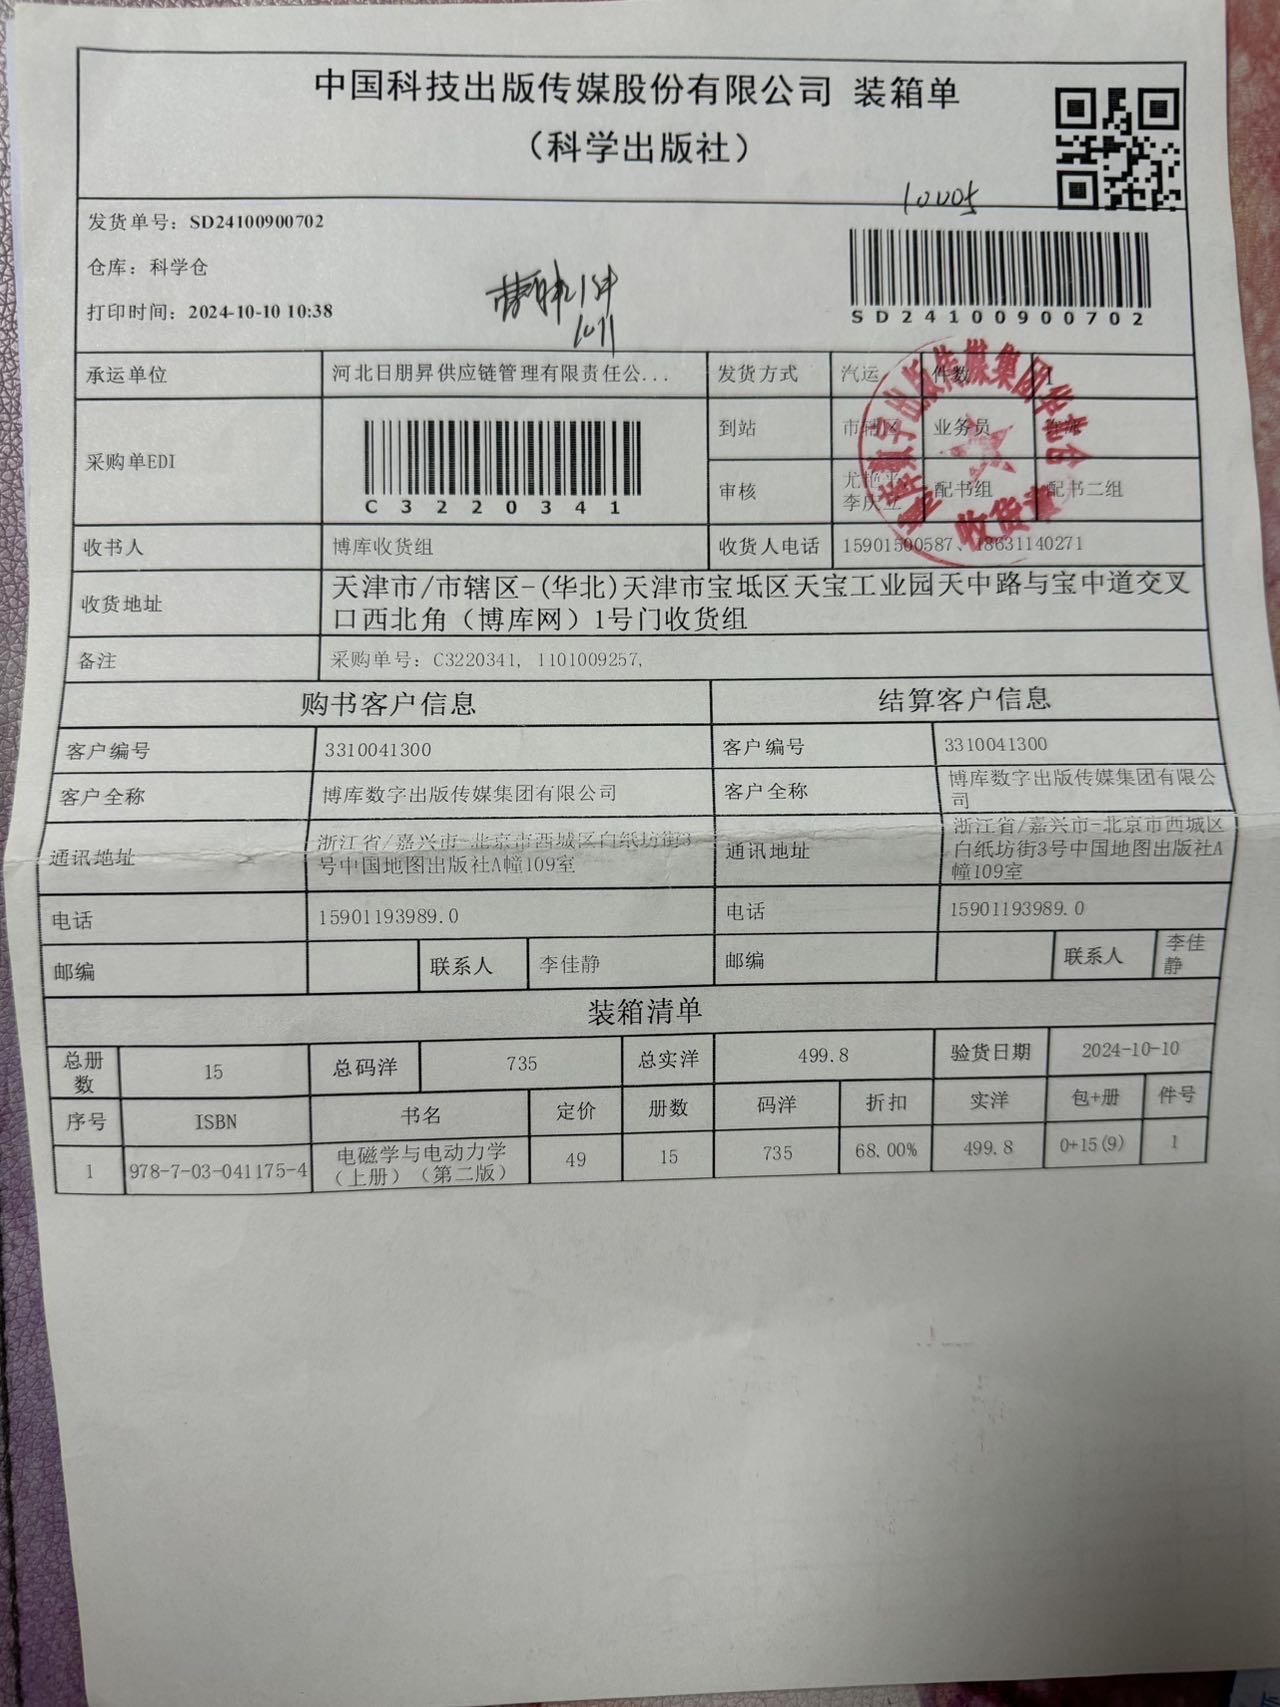 中国科技出版传媒股份有限公司 装箱单
（科学出版社）
10005
发货单号：SD24100900702
仓库：科学仓
打印时间：2024-10-10 10:38
1件
10.11
SD24100900702
承运单位 河北日朋昇供应链管理有限责任公... 发货方式 汽运 件数 1
采购单EDI C3220341 到站 市辖区 业务员
审核 尤艳平 李庆立 配书组 配书二组
收书人 博库收货组 收货人电话 15901500587、18631140271
收货地址 天津市/市辖区-(华北)天津市宝坻区天宝工业园天中路与宝中道交叉
口西北角（博库网）1号门收货组
备注 采购单号：C3220341, 1101009257,
购书客户信息 结算客户信息
客户编号 3310041300 客户编号 3310041300
客户全称 博库数字出版传媒集团有限公司 客户全称 博库数字出版传媒集团有限公
司
通讯地址 浙江省/嘉兴市-北京市西城区白纸坊街3
号中国地图出版社A幢109室 通讯地址 浙江省/嘉兴市-北京市西城区
白纸坊街3号中国地图出版社A
幢109室
电话 15901193989.0 电话 15901193989.0
邮编 联系人 李佳静 邮编 联系人 李佳
静
装箱清单
总册
数 15 总码洋 735 总实洋 499.8 验货日期 2024-10-10
序号 ISBN 书名 定价 册数 码洋 折扣 实洋 包+册 件号
1 978-7-03-041175-4 电磁学与电动力学
（上册）（第二版） 49 15 735 68.00% 499.8 0+15(9) 1
收货章